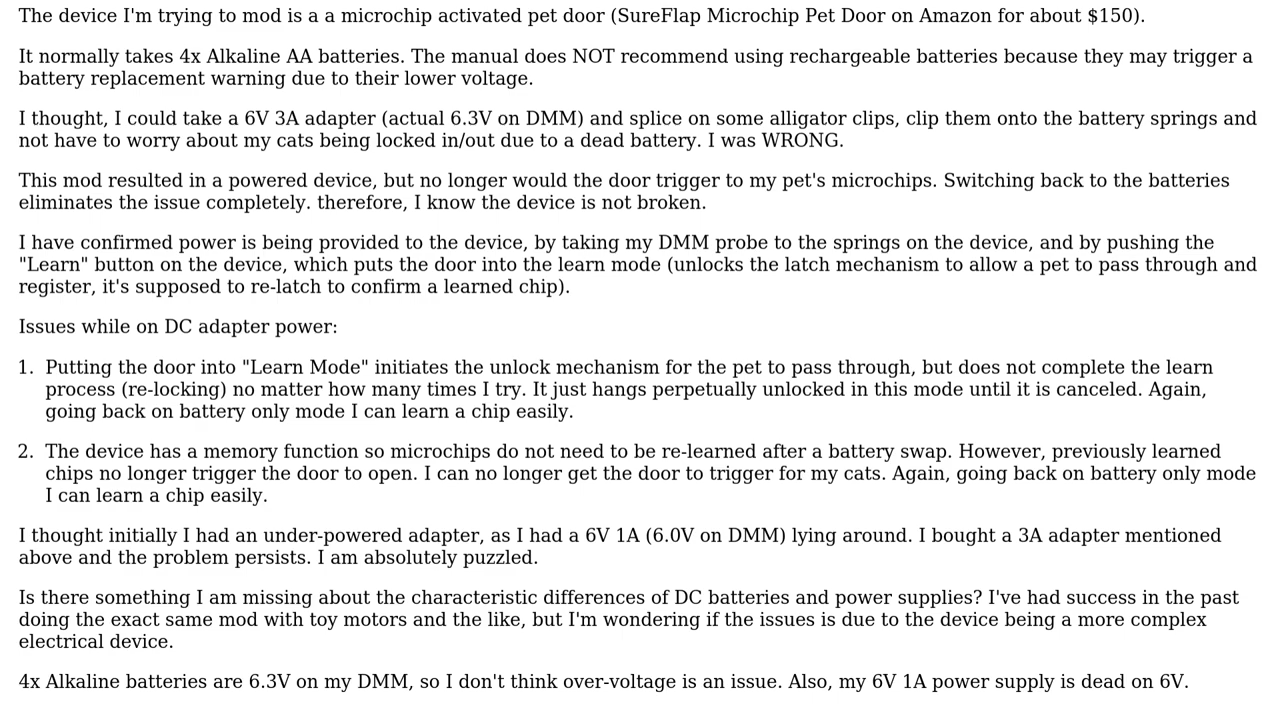 The device I'm trying to mod is a a microchip activated pet door (SureFlap Microchip Pet Door on Amazon for about $150).
It normally takes 4x Alkaline AA batteries. The manual does NOT recommend using rechargeable batteries because they may trigger a
battery replacement warning due to their lower voltage.
I thought, I could take a 6V 3A adapter (actual 6.3V on DMM) and splice on some alligator clips, clip them onto the battery springs and
not have to worry about my cats being locked in/out due to a dead battery. I was WRONG.
This mod resulted in a powered device, but no longer would the door trigger to my pet's microchips. Switching back to the batteries
eliminates the issue completely. therefore, I know the device is not broken.
I have confirmed power is being provided to the device, by taking my DMM probe to the springs on the device, and by pushing the
"Learn" button on the device, which puts the door into the learn mode (unlocks the latch mechanism to allow a pet to pass through and
register, it's supposed to re-latch to confirm a learned chip).
Issues while on DC adapter power:
1. Putting the door into "Learn Mode" initiates the unlock mechanism for the pet to pass through, but does not complete the learn
process (re-locking) no matter how many times I try. It just hangs perpetually unlocked in this mode until it is canceled. Again,
going back on battery only mode I can learn a chip easily.
2. The device has a memory function so microchips do not need to be re-learned after a battery swap. However, previously learned
chips no longer trigger the door to open. I can no longer get the door to trigger for my cats. Again, going back on battery only mode
I can learn a chip easily.
I thought initially I had an under-powered adapter, as I had a 6V 1A (6.0V on DMM) lying around. I bought a 3A adapter mentioned
above and the problem persists. I am absolutely puzzled.
Is there something I am missing about the characteristic differences of DC batteries and power supplies? I've had success in the past
doing the exact same mod with toy motors and the like, but I'm wondering if the issues is due to the device being a more complex
electrical device.
4x Alkaline batteries are 6.3V on my DMM, so I don't think over-voltage is an issue. Also, my 6V 1A power supply is dead on 6V.